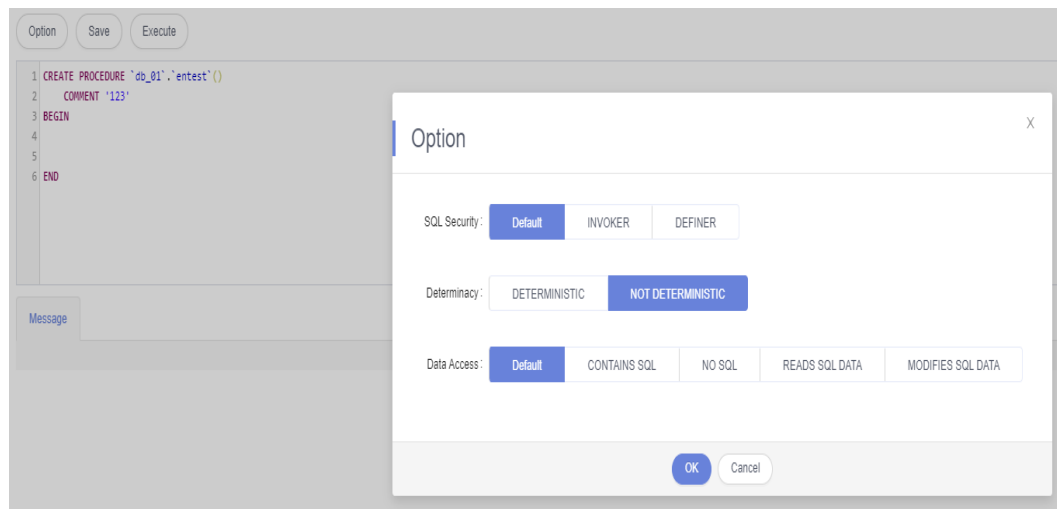 Option Save Execute
1 CREATE PROCEDURE `db_01`.`entest`()
2 COMMENT '123'
3 BEGIN
4
5
6 END
Message
Option X
SQL Security : Default INVOKER DEFINER
Determinacy : DETERMINISTIC NOT DETERMINISTIC
Data Access : Default CONTAINS SQL NO SQL READS SQL DATA MODIFIES SQL DATA
OK Cancel